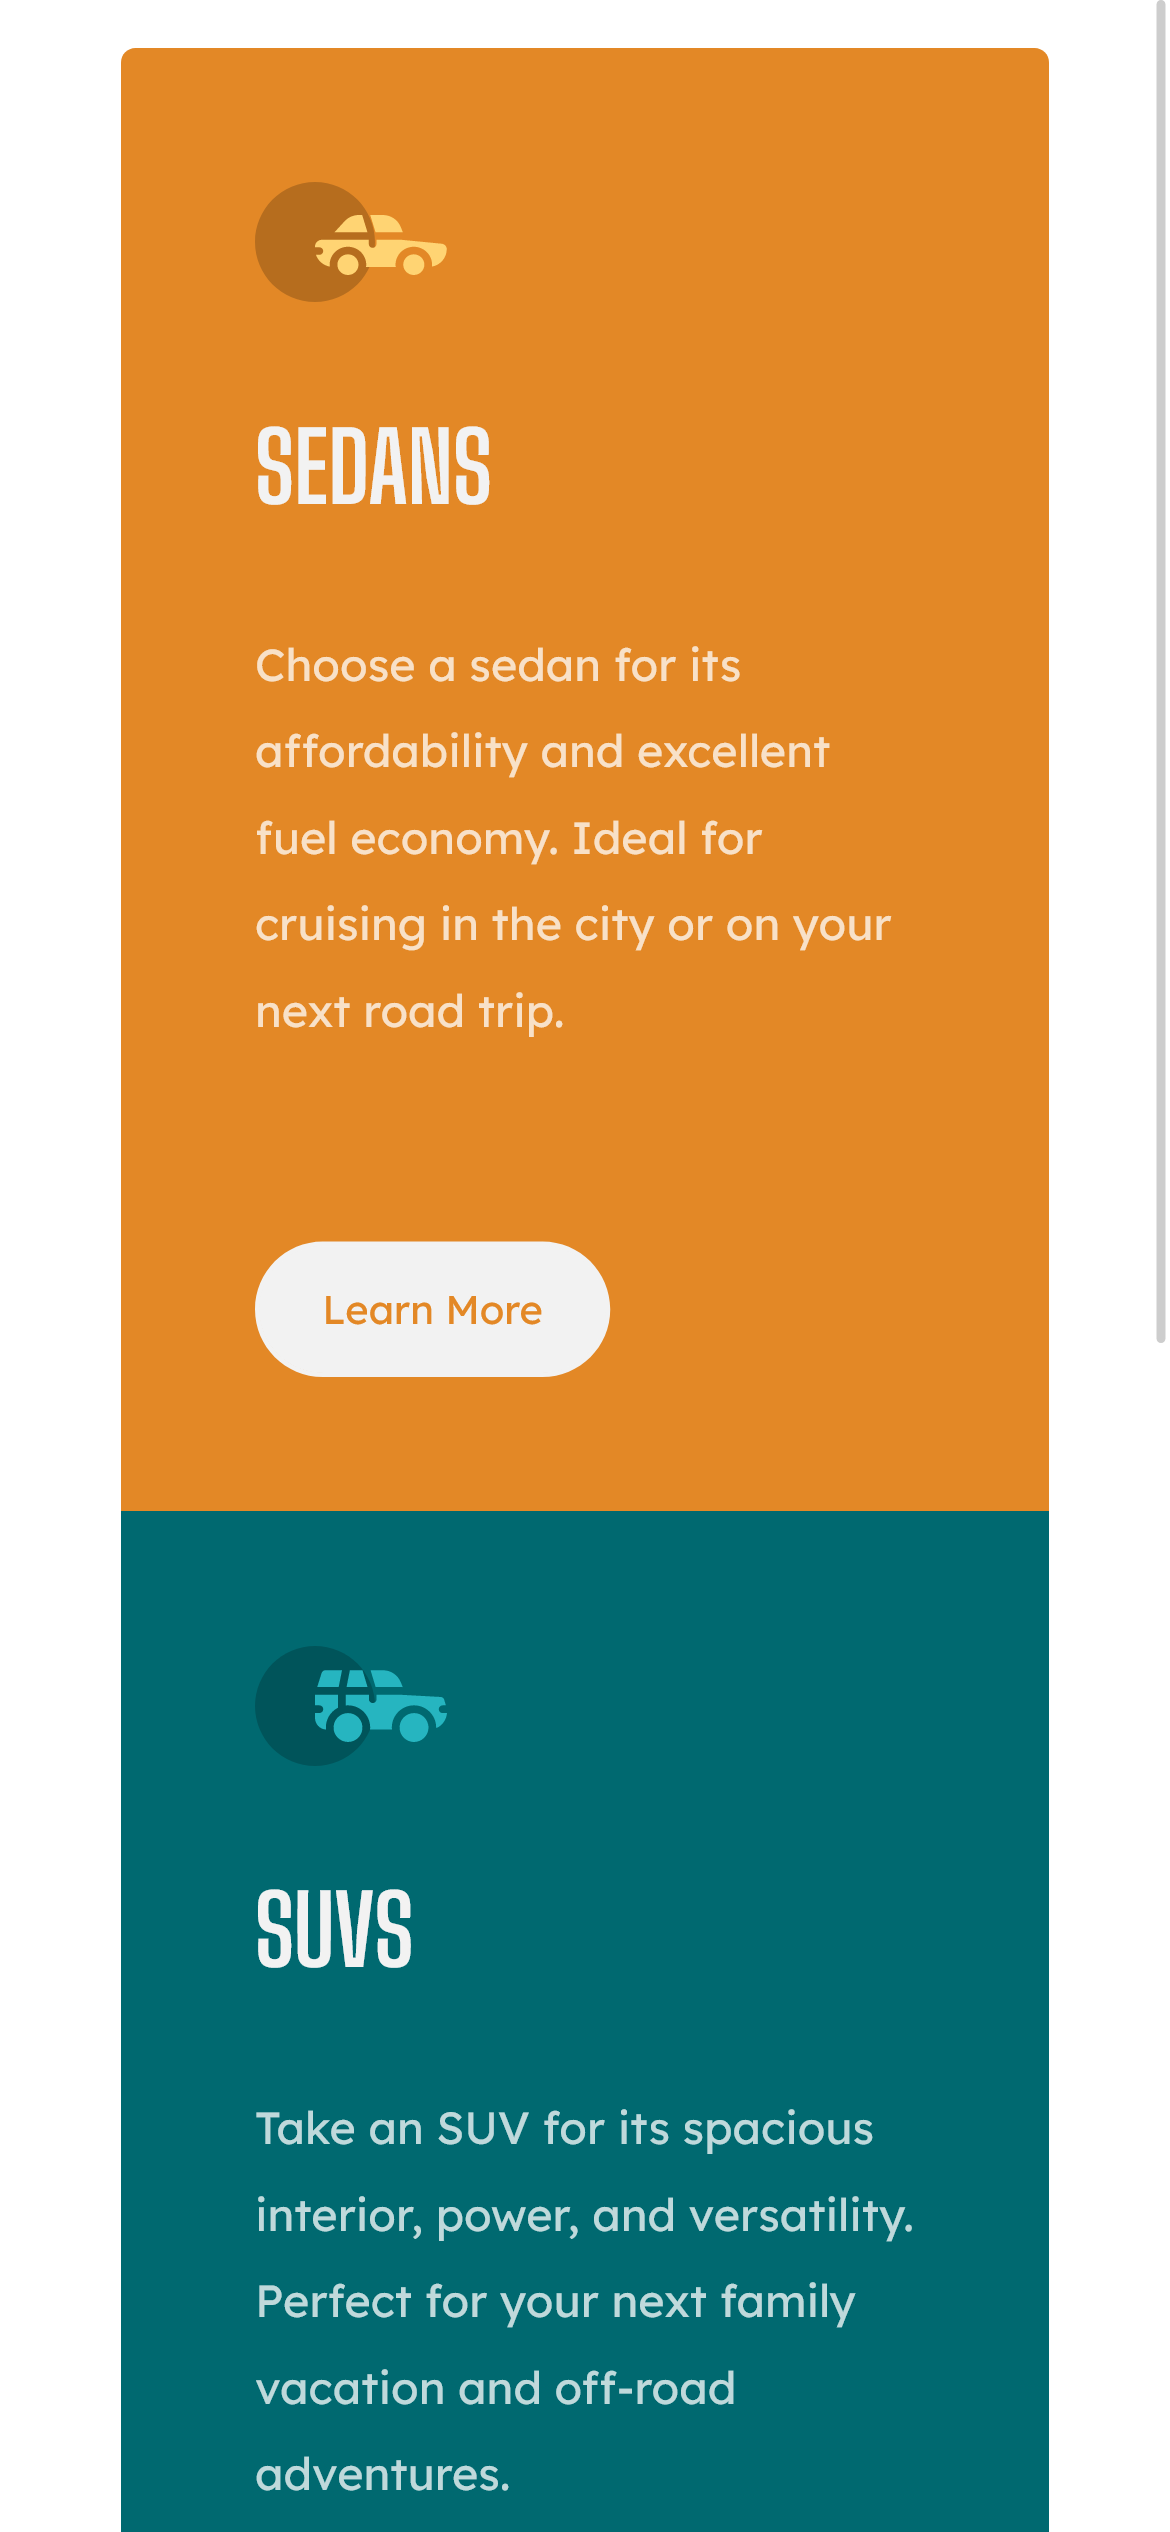 SEDANS
Choose a sedan for its
affordability and excellent
fuel economy. Ideal for
cruising in the city or on your
next road trip.
Learn More
SUVS
Take an SUV for its spacious
interior, power, and versatility.
Perfect for your next family
vacation and off-road
adventures.